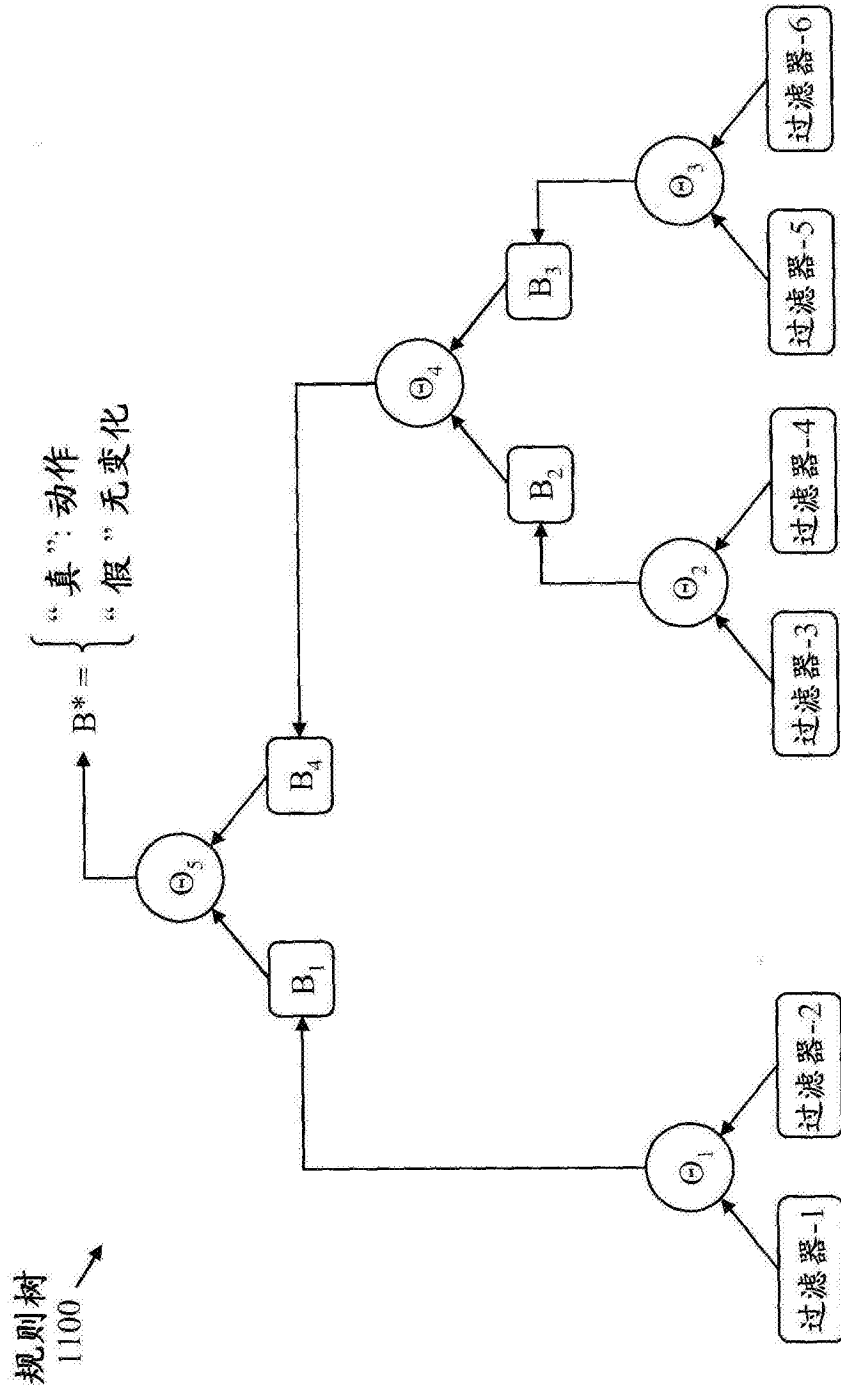 规则树
1100
B* = { “真”: 动作
“假”无变化
Θ5
B1
B4
Θ4
B2
B3
Θ1
Θ2
Θ3
过滤器-1
过滤器-2
过滤器-3
过滤器-4
过滤器-5
过滤器-6